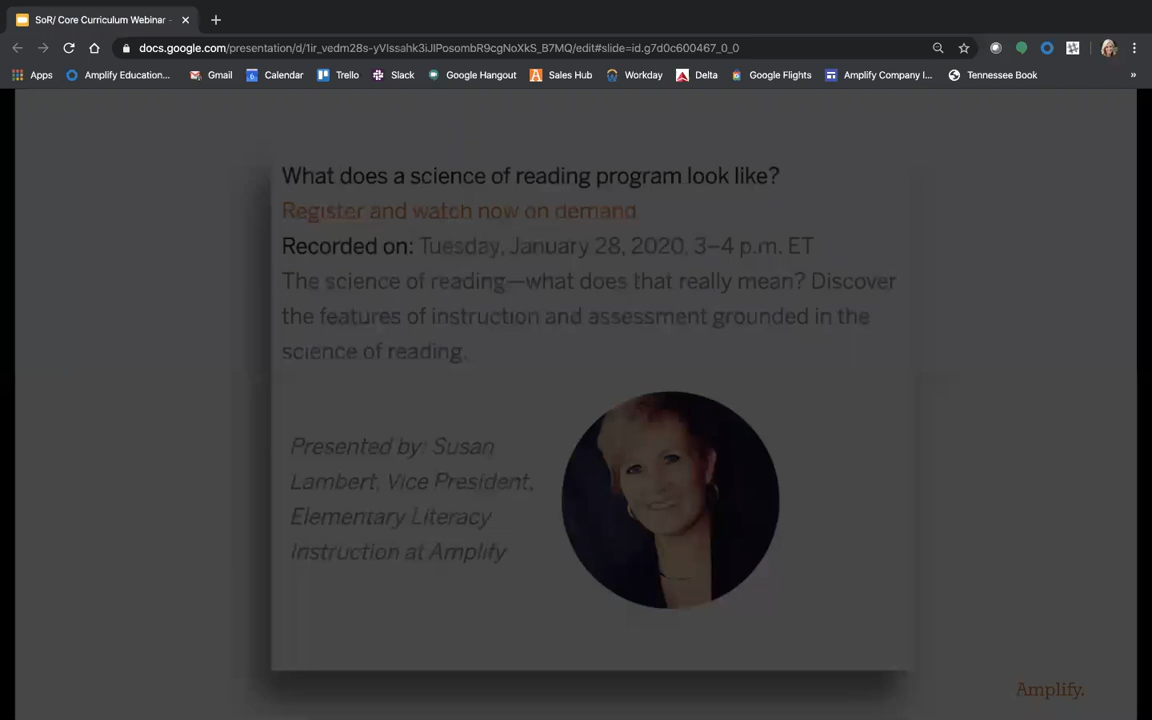 SoR/ Core Curriculum Webinar -
docs.google.com/presentation/d/1ir_vedm28s-yVIssahk3iJIPosombR9cgNoXkS_B7MQ/edit#slide=id.g7d0c600467_0_0
Apps Amplify Education... Gmail Calendar Trello Slack Google Hangout Sales Hub Workday Delta Google Flights Amplify Company I... Tennessee Book »
What does a science of reading program look like?
Register and watch now on demand
Recorded on: Tuesday, January 28, 2020, 3–4 p.m. ET
The science of reading—what does that really mean? Discover
the features of instruction and assessment grounded in the
science of reading.
Presented by: Susan
Lambert, Vice President,
Elementary Literacy
Instruction at Amplify
Amplify.